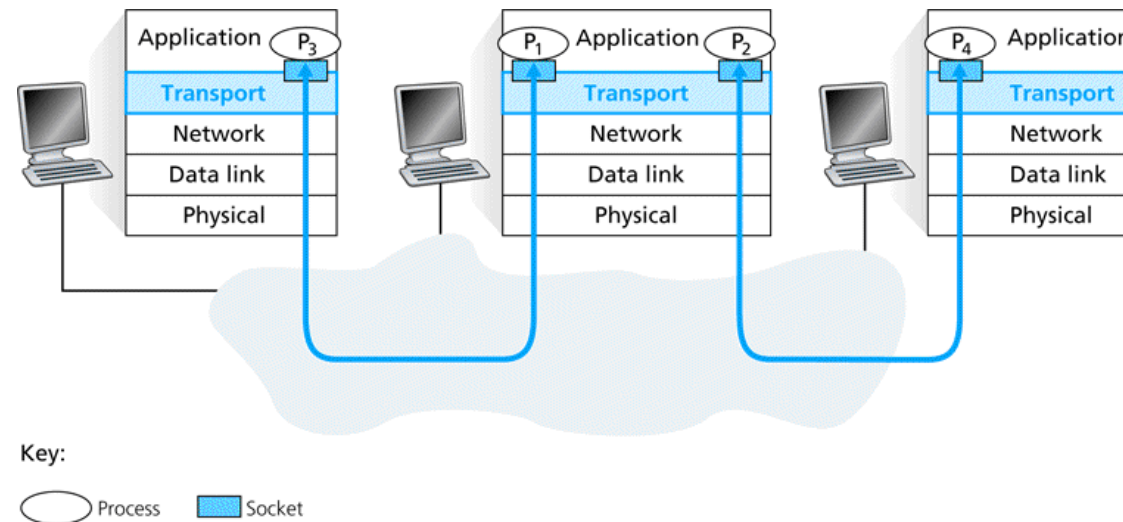 Application P3
Transport
Network
Data link
Physical
P1 Application P2
Transport
Network
Data link
Physical
P4 Application
Transport
Network
Data link
Physical
Key:
Process Socket